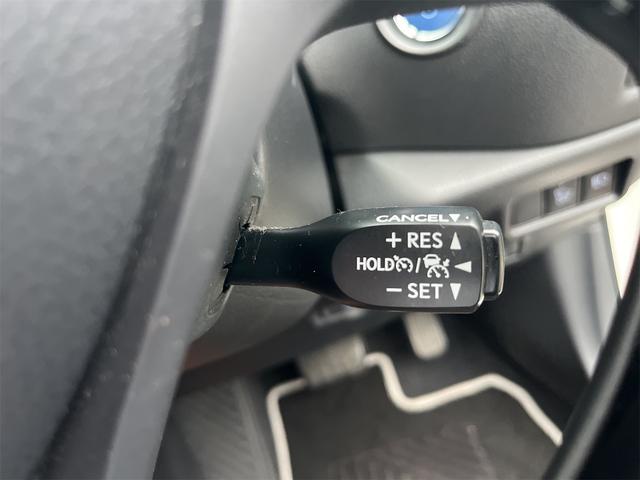 CANCEL▼
+ RES ▲
HOLD / ◄
− SET ▼